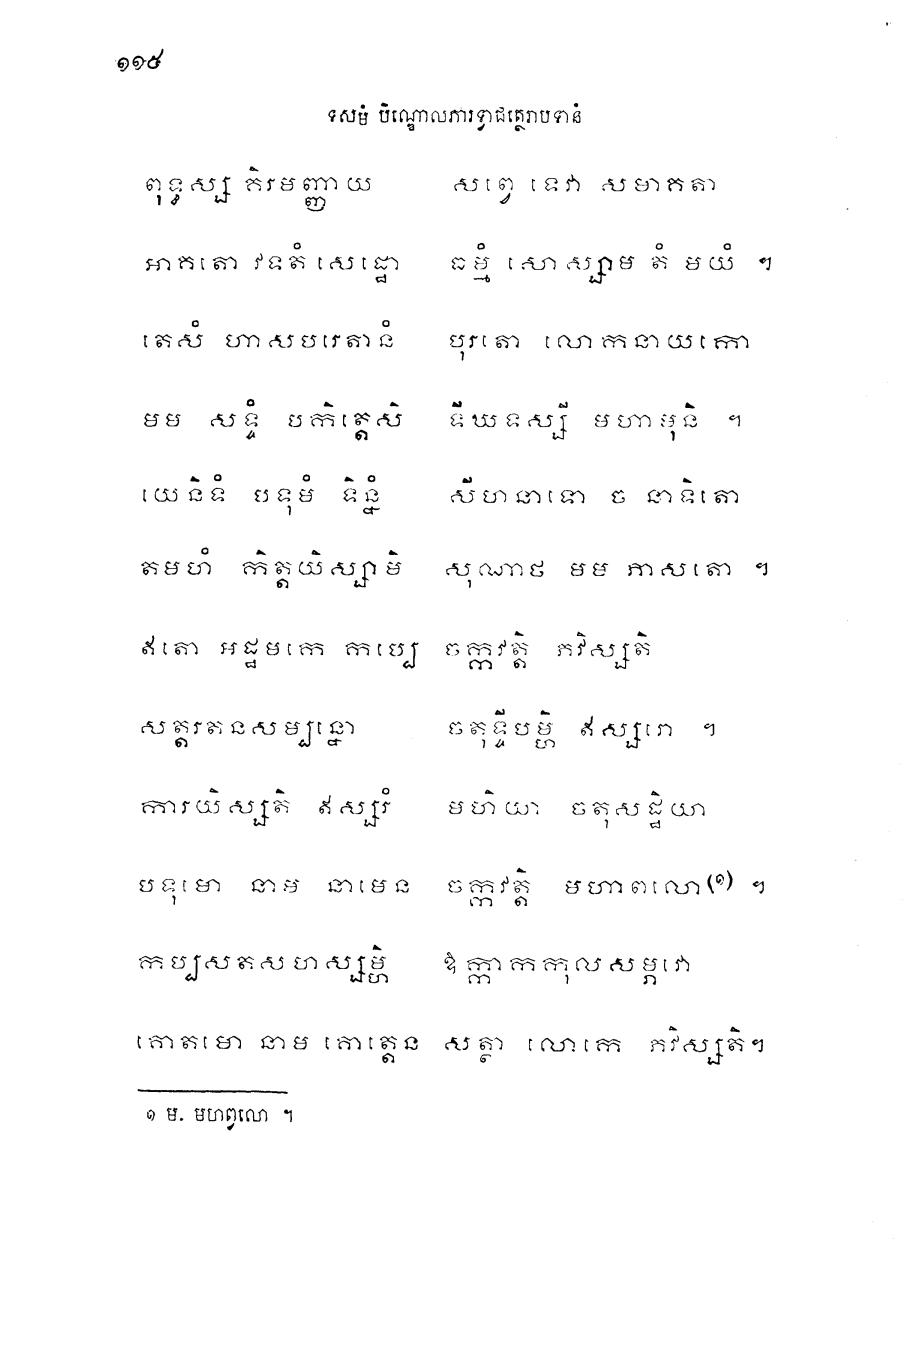 ១១៥
ទសមំ បិណ្ឌោលភារទ្វាជត្ថេរាបទានំ
ពុទ្ធស្ស គិរមញ្ញាយ សព្វេ ទេវា សមាគតា
អាគតោ វទតំ សេដ្ឋោ ធម្មំ សោស្សាម តំ មយំ ។
តេសំ ហាសបរេតានំ បុរតោ លោកនាយកោ
មម សទ្ទំ បកិត្តេសិ ទីឃទស្សី មហាមុនិ ។
យេនិទំ បទុមំ ទិន្នំ សីហនាទោ ច នាទិតោ
តមហំ កិត្តយិស្សាមិ សុណាថ មម ភាសតោ ។
ឥតោ អដ្ឋមកេ កប្បេ ចក្កវត្តិ ភវិស្សតិ
សត្តរតនសម្បន្នោ ចតុទ្ទីបម្ហិ ឥស្សរោ ។
ការយិស្សតិ ឥស្សរំ មហិយា ចតុសដ្ឋិយា
បទុមោ នាម នាមេន ចក្កវត្តិ មហាពលោ(១) ។
កប្បសតសហស្សម្ហិ ឱក្កាកកុលសម្ភវោ
គោតមោ នាម គោត្តេន សត្ថា លោកេ ភវិស្សតិ។
១ ម. មហព្វលោ ។